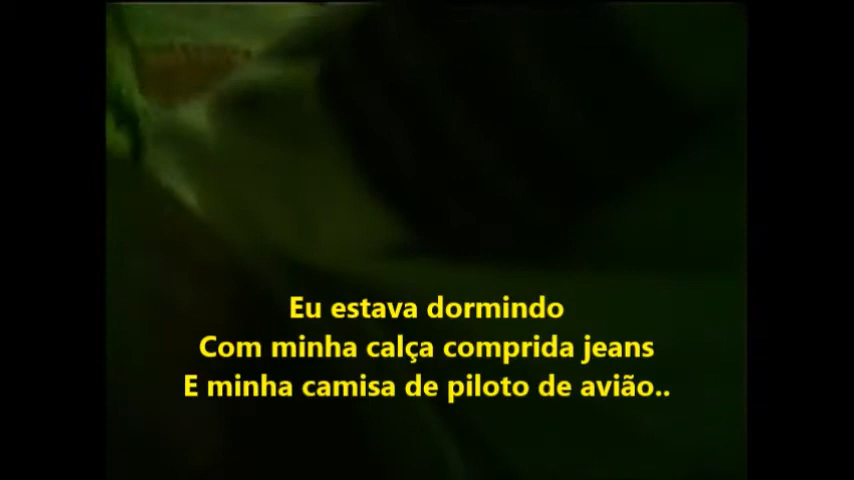 Eu estava dormindo
Com minha calça comprida jeans
E minha camisa de piloto de avião..